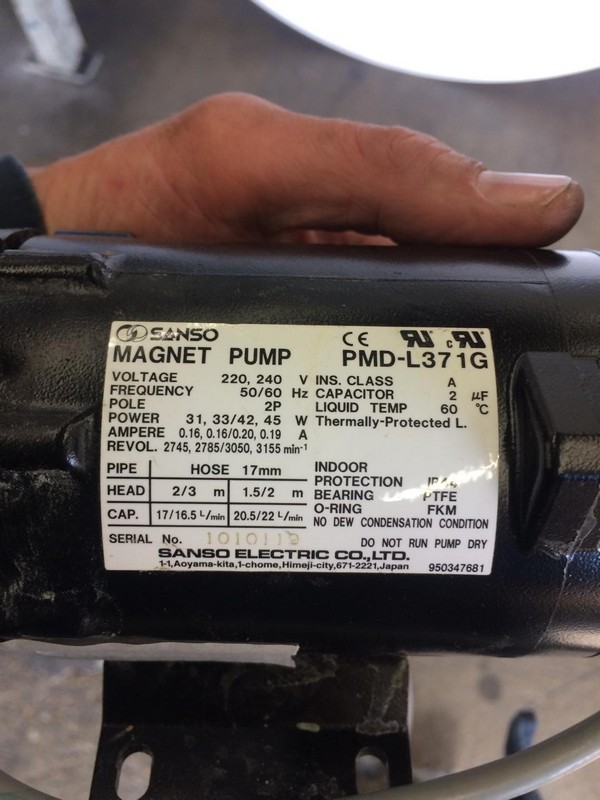 SANSO
CE RU cRU
MAGNET PUMP PMD-L371G
VOLTAGE 220, 240 V
FREQUENCY 50/60 Hz
POLE 2P
POWER 31, 33/42, 45 W
AMPERE 0.16, 0.16/0.20, 0.19 A
REVOL. 2745, 2785/3050, 3155 min⁻¹
INS. CLASS A
CAPACITOR 2 μF
LIQUID TEMP 60 ℃
Thermally-Protected L.
PIPE HOSE 17mm
HEAD 2/3 m 1.5/2 m
CAP. 17/16.5 L/min 20.5/22 L/min
INDOOR
PROTECTION
BEARING PTFE
O-RING FKM
NO DEW CONDENSATION CONDITION
SERIAL No. DO NOT RUN PUMP DRY
SANSO ELECTRIC CO.,LTD.
1-1,Aoyama-kita,1-chome,Himeji-city,671-2221,Japan 950347681